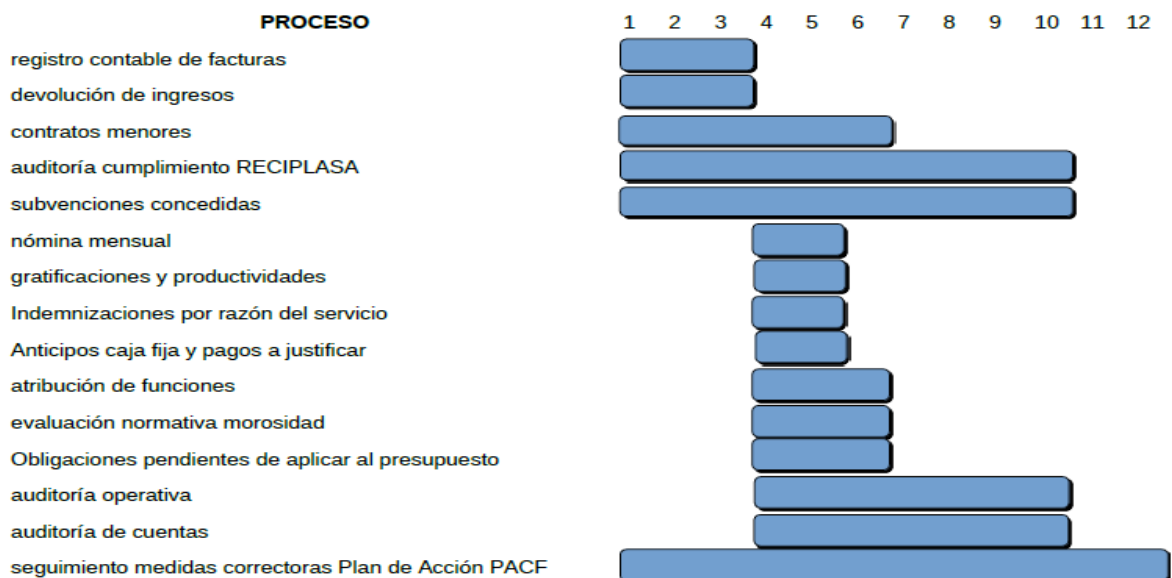 PROCESO 1 2 3 4 5 6 7 8 9 10 11 12
registro contable de facturas
devolución de ingresos
contratos menores
auditoría cumplimiento RECIPLASA
subvenciones concedidas
nómina mensual
gratificaciones y productividades
Indemnizaciones por razón del servicio
Anticipos caja fija y pagos a justificar
atribución de funciones
evaluación normativa morosidad
Obligaciones pendientes de aplicar al presupuesto
auditoría operativa
auditoría de cuentas
seguimiento medidas correctoras Plan de Acción PACF